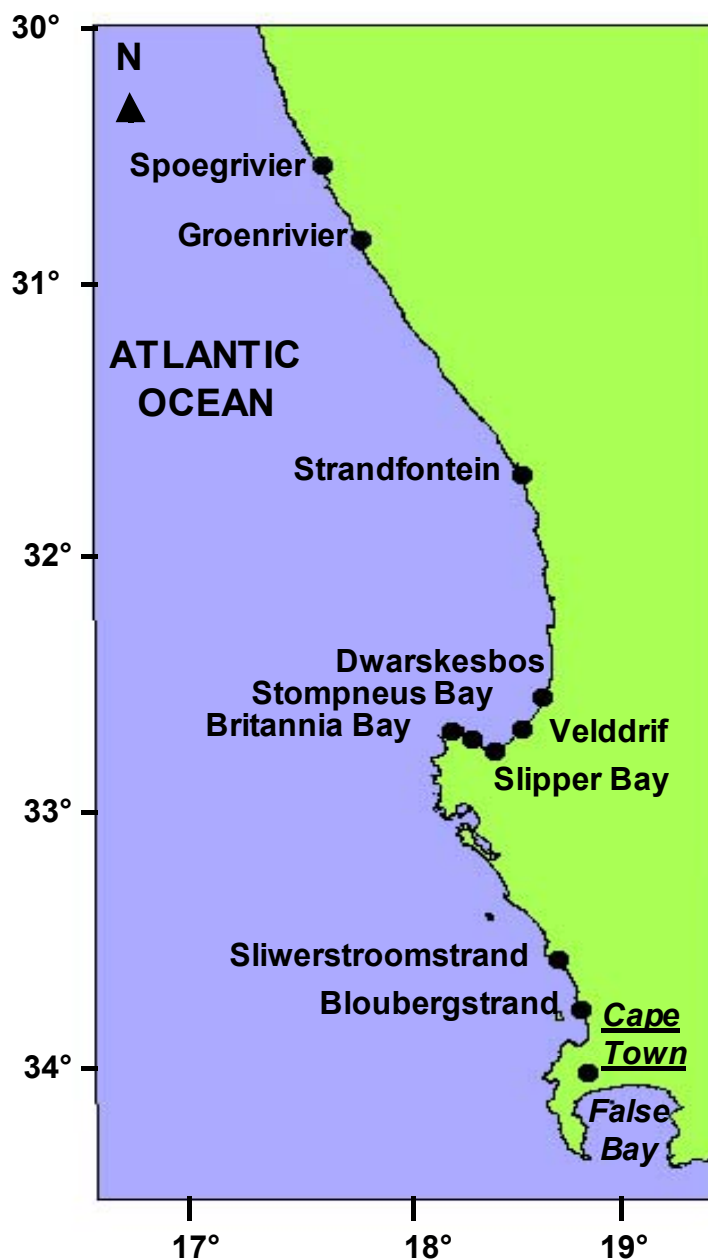 30°
N
Spoegrivier
Groenrivier
31°
ATLANTIC
OCEAN
Strandfontein
32°
Dwarskesbos
Stompneus Bay
Britannia Bay
Velddrif
Slipper Bay
33°
Sliwerstroomstrand
Bloubergstrand
Cape
Town
34°
False
Bay
17°
18°
19°